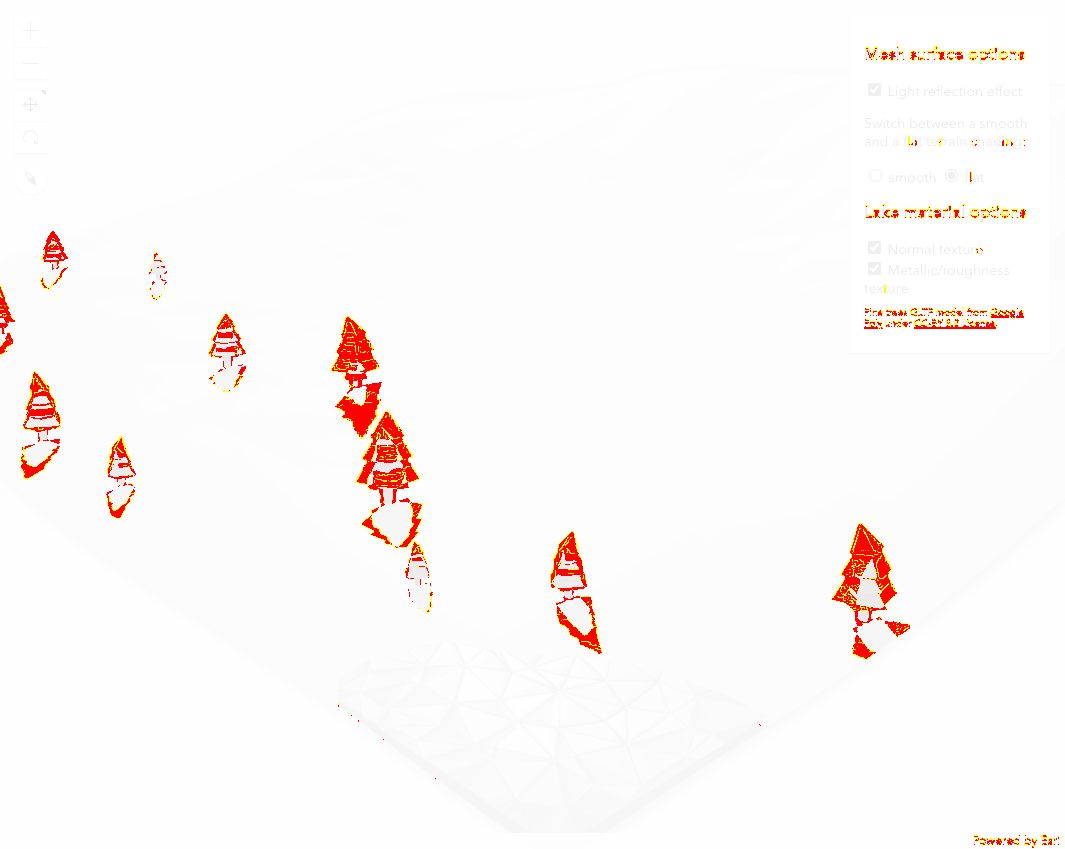 Mesh surface options
Light reflection effect
Switch between a smooth
and a flat terrain shading:
smooth flat
Lake material options
Normal texture
Metallic/roughness
texture
Pine trees GLTF model from Google
Poly under CC-BY 3.0 License.
Powered by Esri